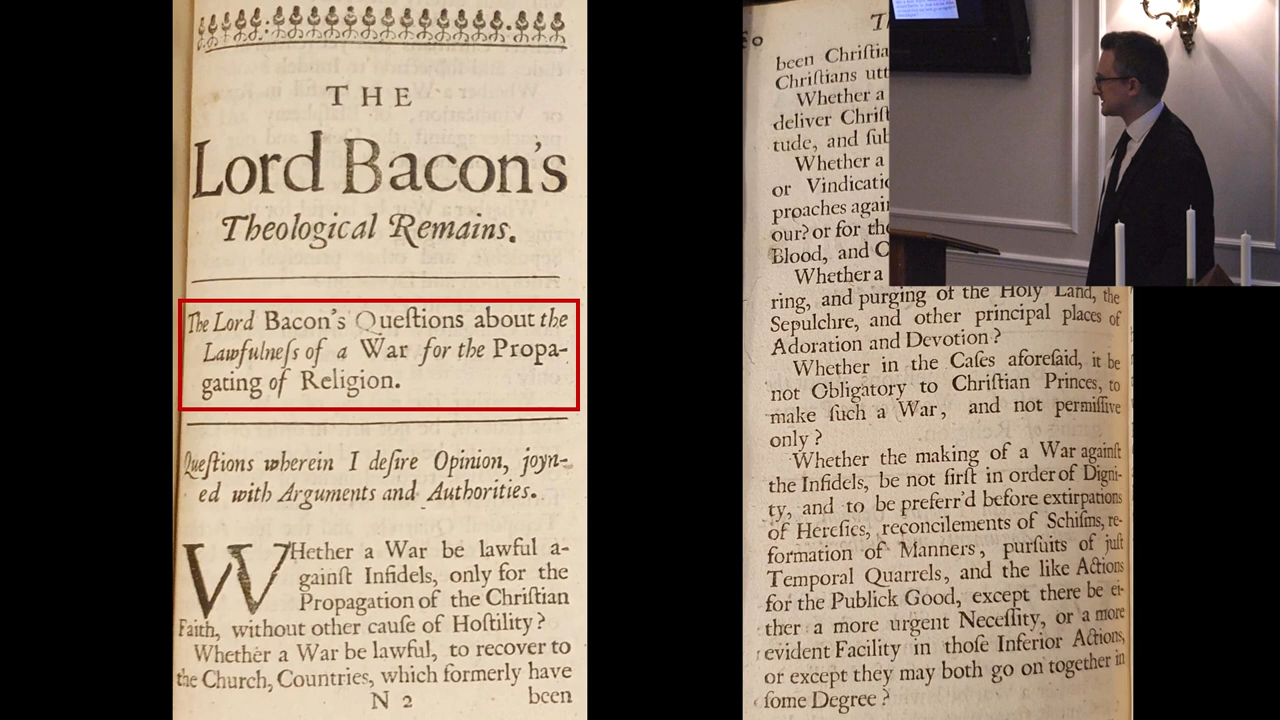 THE
Lord Bacon's
Theological Remains.
The Lord Bacon's Queſtions about the
Lawfulneſs of a War for the Propa-
gating of Religion.
Queſtions wherein I deſire Opinion, joyn-
ed with Arguments and Authorities.
WHether a War be lawful a-
gainſt Infidels, only for the
Propagation of the Chriſtian
Faith, without other cauſe of Hoſtility?
Whether a War be lawful, to recover to
the Church, Countries, which formerly have
N 2 been
been Chriſtia
Chriſtians utt
Whether a
deliver Chriſt
tude, and ſub
Whether a
or Vindicatio
proaches agai
our? or for the
Blood, and C
Whether a
ring, and purging of the Holy Land, the
Sepulchre, and other principal places of
Adoration and Devotion?
Whether in the Caſes aforeſaid, it be
not Obligatory to Chriſtian Princes, to
make ſuch a War, and not permiſſive
only?
Whether the making of a War againſt
the Infidels, be not firſt in order of Digni-
ty, and to be preferr'd before extirpations
of Hereſies, reconcilements of Schiſms, re-
formation of Manners, purſuits of juſt
Temporal Quarrels, and the like Actions
for the Publick Good, except there be ei-
ther a more urgent Neceſſity, or a more
evident Facility in thoſe Inferior Actions,
or except they may both go on together in
ſome Degree?